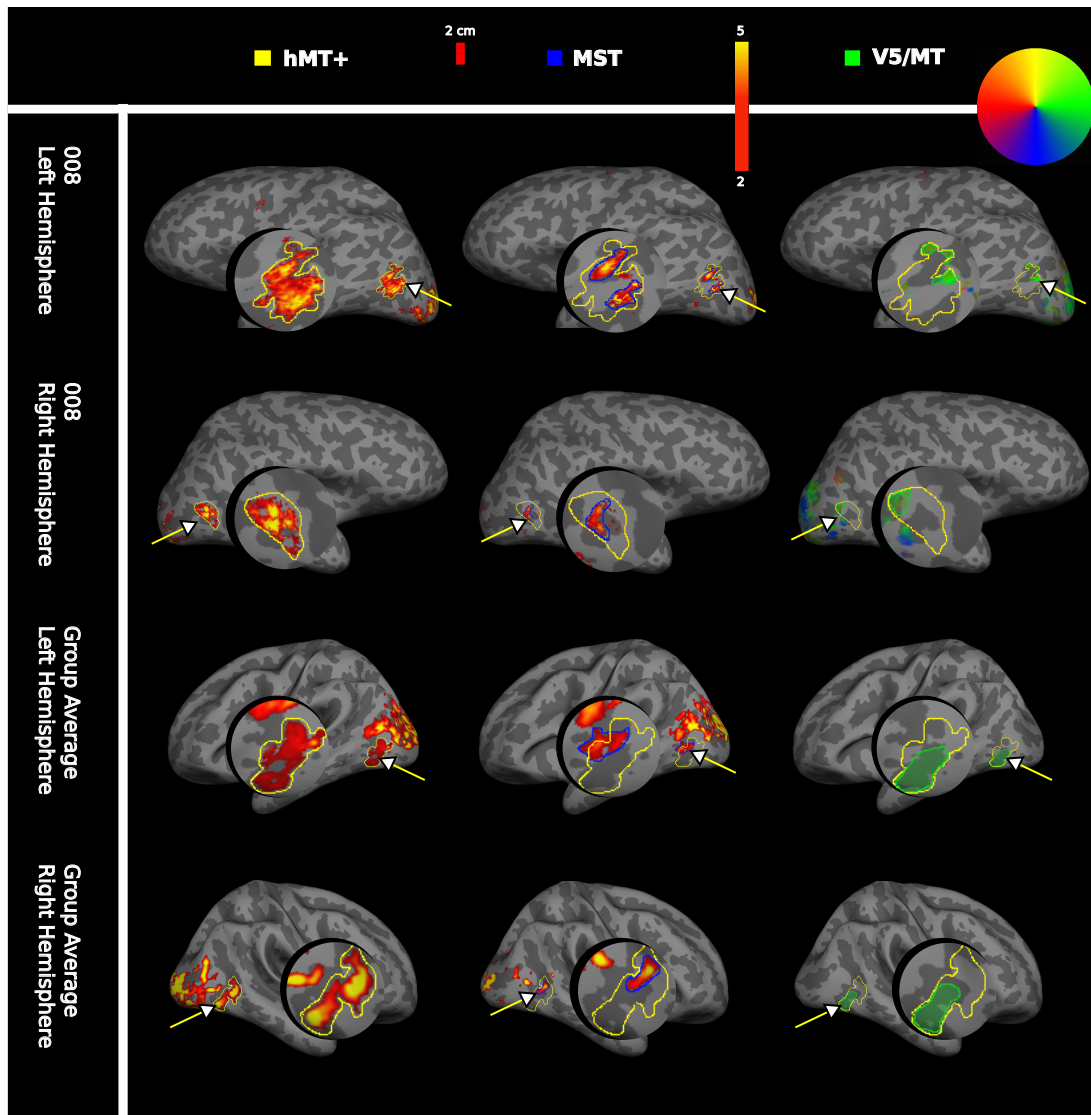 2 cm
5
hMT+
MST
V5/MT
2
008
Left Hemisphere
008
Right Hemisphere
Group Average
Left Hemisphere
Group Average
Right Hemisphere